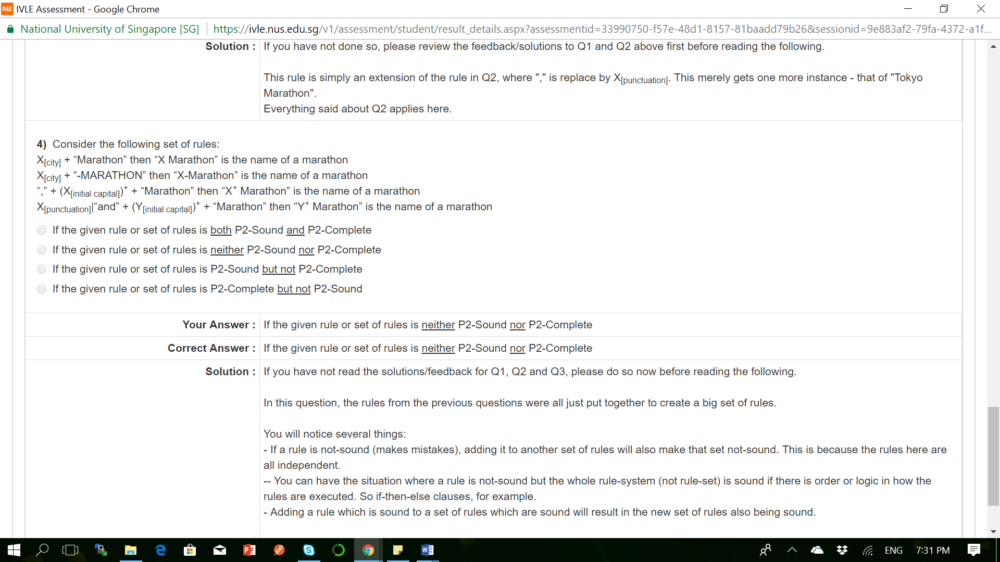 ME IVLE Assessment - Google Chrome
National University of Singapore [SG] https://ivle.nus.edu.sg/v1/assessment/student/result_details.aspx?assessmentid=33990750-f57e-48d1-8157-81baadd79b26&sessionid=9e883af2-79fa-4372-a1f...
Solution : If you have not done so, please review the feedback/solutions to Q1 and Q2 above first before reading the following.
This rule is simply an extension of the rule in Q2, where "," is replace by X[punctuation]. This merely gets one more instance - that of "Tokyo
Marathon".
Everything said about Q2 applies here.
4) Consider the following set of rules:
X[city] + “Marathon” then “X Marathon” is the name of a marathon
X[city] + “-MARATHON” then “X-Marathon” is the name of a marathon
“,” + (X[initial capital])+ + “Marathon” then “X+ Marathon” is the name of a marathon
X[punctuation]|“and” + (Y[initial capital])+ + “Marathon” then “Y+ Marathon” is the name of a marathon
If the given rule or set of rules is both P2-Sound and P2-Complete
If the given rule or set of rules is neither P2-Sound nor P2-Complete
If the given rule or set of rules is P2-Sound but not P2-Complete
If the given rule or set of rules is P2-Complete but not P2-Sound
Your Answer : If the given rule or set of rules is neither P2-Sound nor P2-Complete
Correct Answer : If the given rule or set of rules is neither P2-Sound nor P2-Complete
Solution : If you have not read the solutions/feedback for Q1, Q2 and Q3, please do so now before reading the following.
In this question, the rules from the previous questions were all just put together to create a big set of rules.
You will notice several things:
- If a rule is not-sound (makes mistakes), adding it to another set of rules will also make that set not-sound. This is because the rules here are
all independent.
-- You can have the situation where a rule is not-sound but the whole rule-system (not rule-set) is sound if there is order or logic in how the
rules are executed. So if-then-else clauses, for example.
- Adding a rule which is sound to a set of rules which are sound will result in the new set of rules also being sound.
ENG 7:31 PM